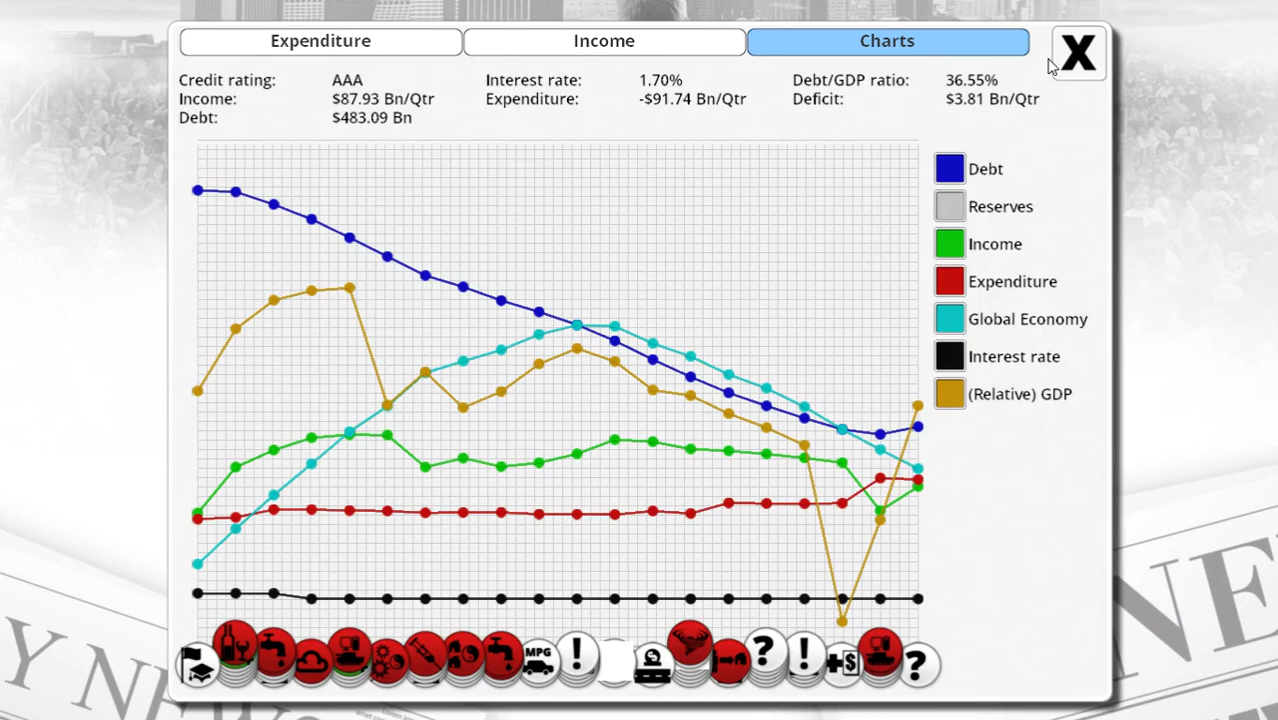 Expenditure
Income
Charts
X
Credit rating: AAA Interest rate: 1.70% Debt/GDP ratio: 36.55%
Income: $87.93 Bn/Qtr Expenditure: -$91.74 Bn/Qtr Deficit: $3.81 Bn/Qtr
Debt: $483.09 Bn
Debt
Reserves
Income
Expenditure
Global Economy
Interest rate
(Relative) GDP
MPG
!
?
!
+$
?
Y NEWS
NE